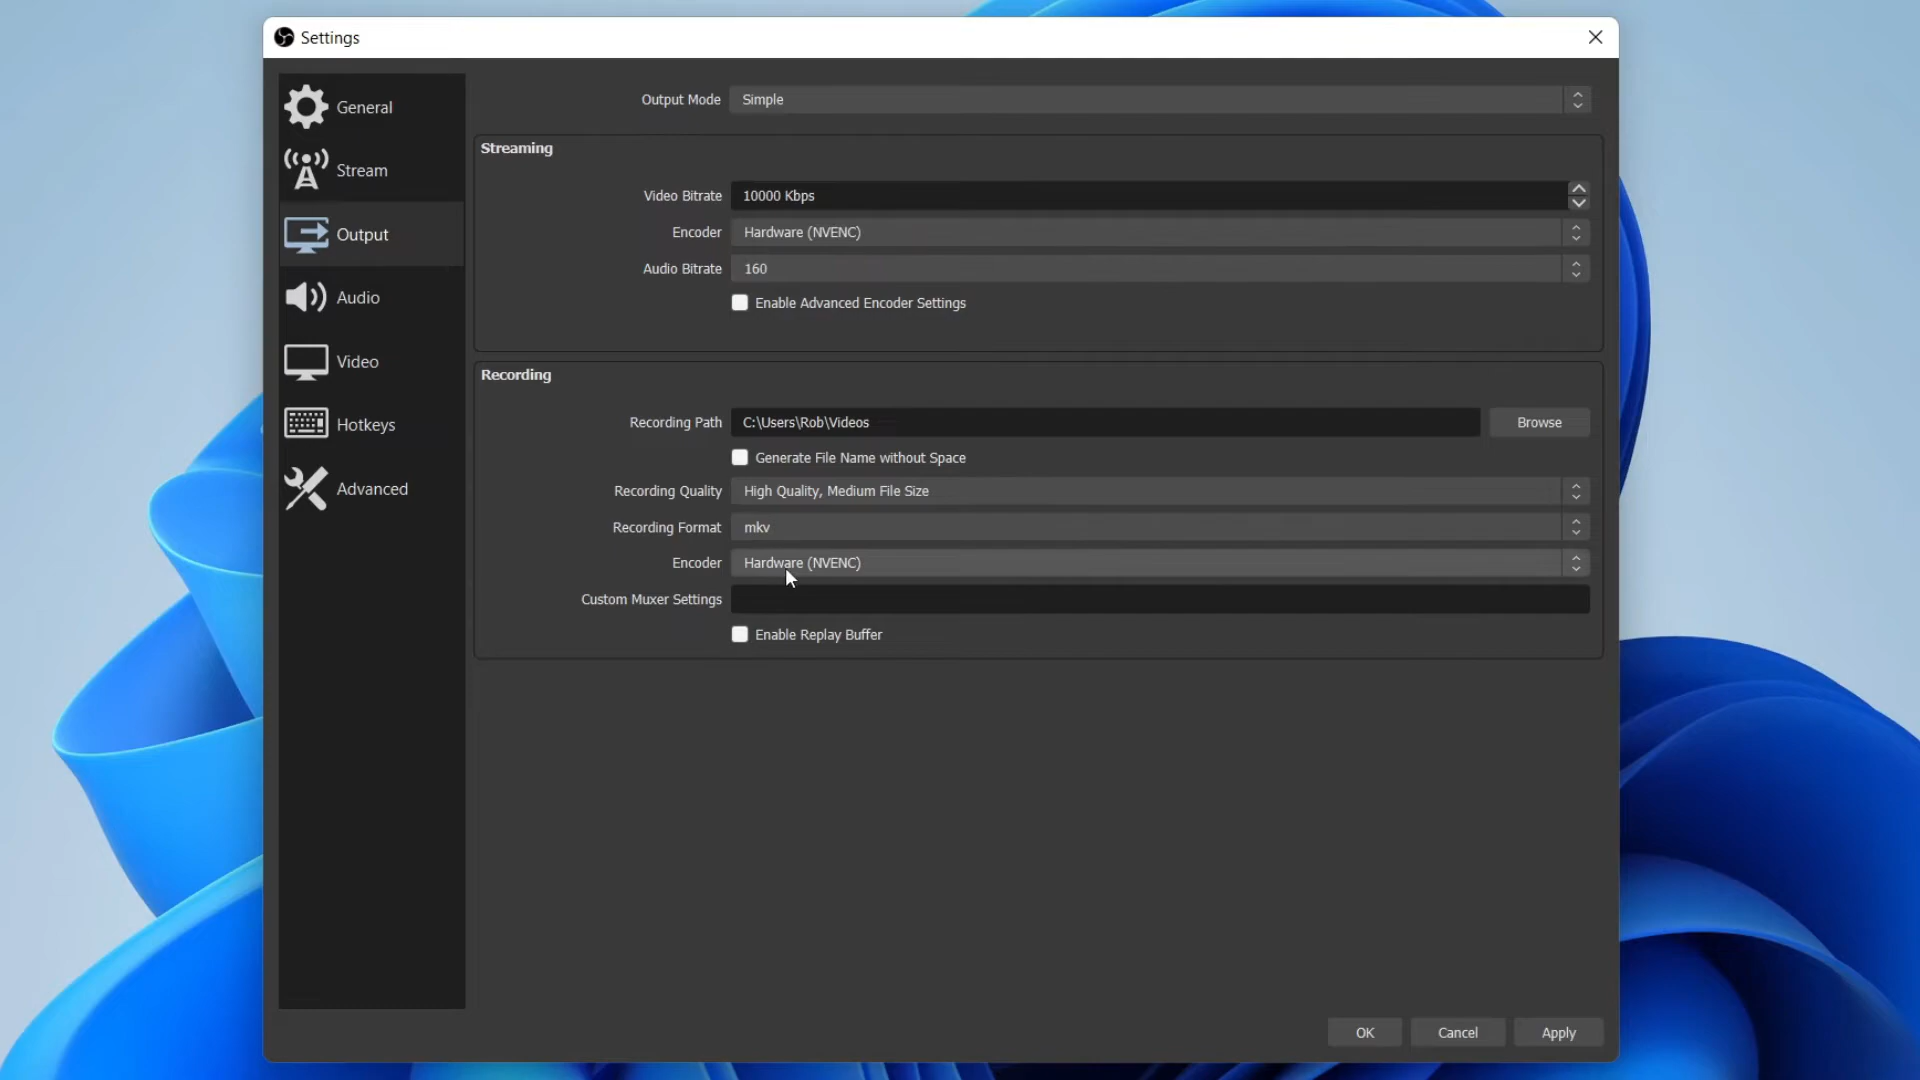 Settings
General
Stream
Output
Audio
Video
Hotkeys
Advanced
Output Mode Simple
Streaming
Video Bitrate 10000 Kbps
Encoder Hardware (NVENC)
Audio Bitrate 160
Enable Advanced Encoder Settings
Recording
Recording Path C:\Users\Rob\Videos Browse
Generate File Name without Space
Recording Quality High Quality, Medium File Size
Recording Format mkv
Encoder Hardware (NVENC)
Custom Muxer Settings
Enable Replay Buffer
OK Cancel Apply